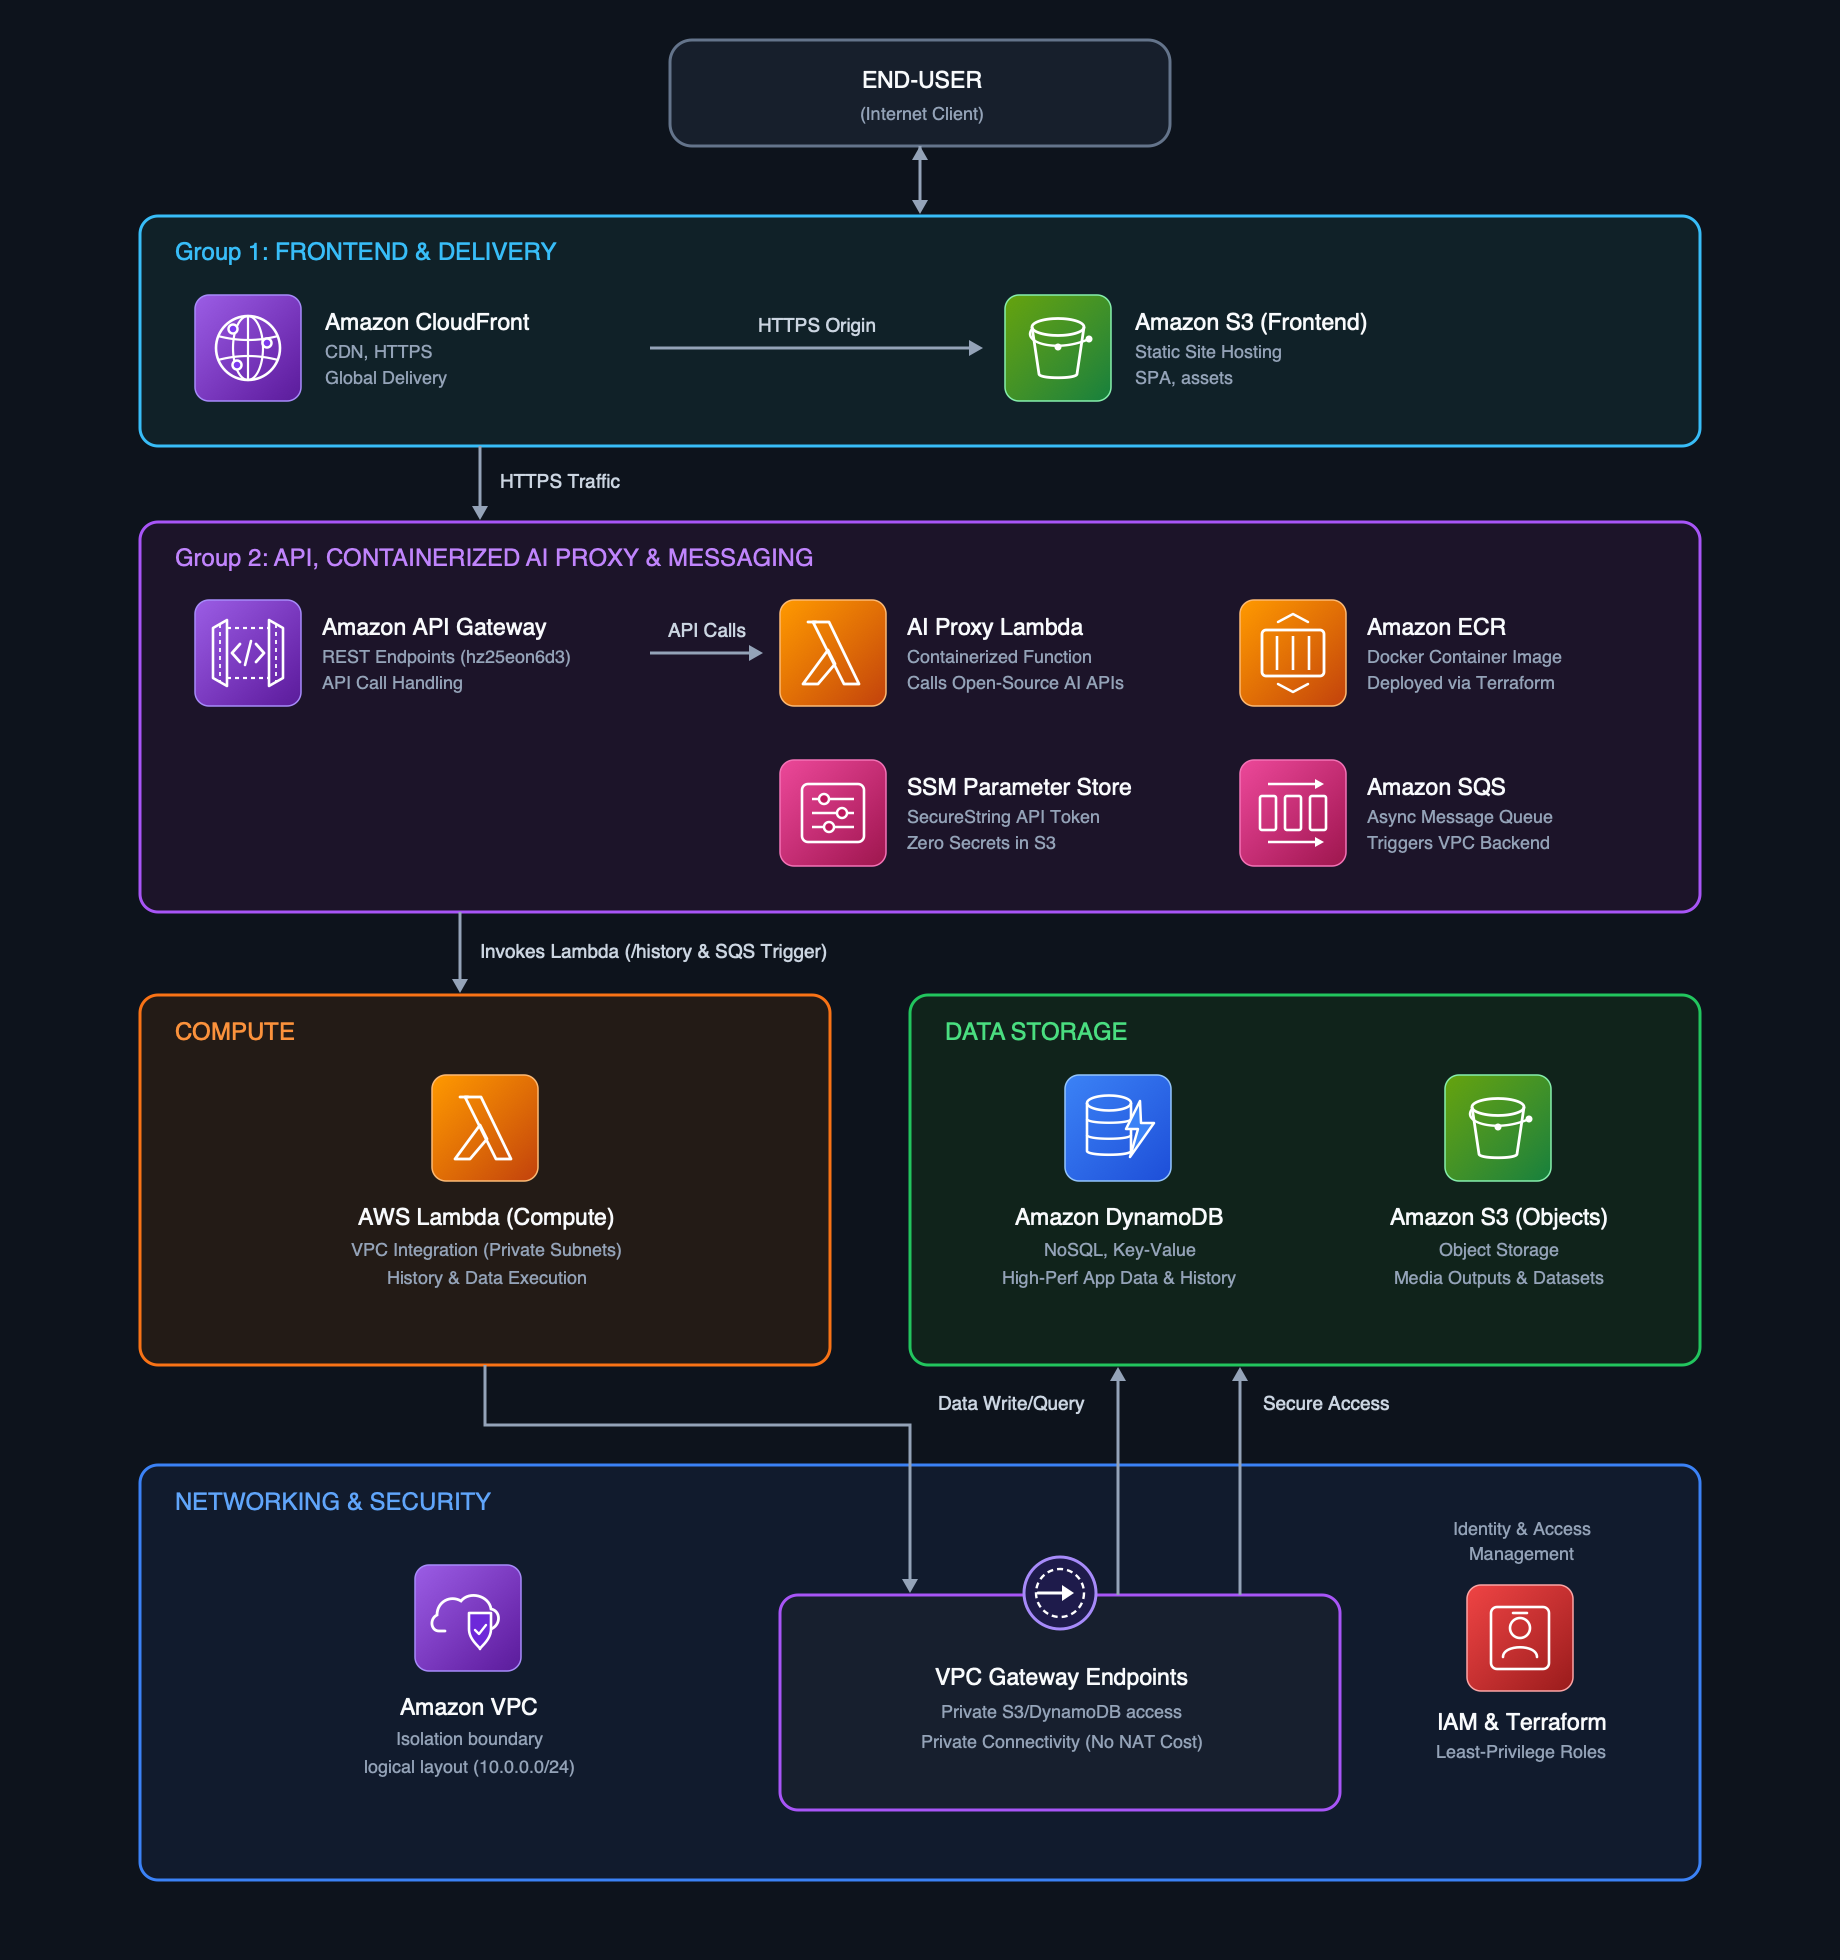 END-USER
(Internet Client)
Group 1: FRONTEND & DELIVERY
Amazon CloudFront
CDN, HTTPS
Global Delivery
HTTPS Origin
Amazon S3 (Frontend)
Static Site Hosting
SPA, assets
HTTPS Traffic
Group 2: API, CONTAINERIZED AI PROXY & MESSAGING
Amazon API Gateway
REST Endpoints (hz25eon6d3)
API Call Handling
API Calls
AI Proxy Lambda
Containerized Function
Calls Open-Source AI APIs
Amazon ECR
Docker Container Image
Deployed via Terraform
SSM Parameter Store
SecureString API Token
Zero Secrets in S3
Amazon SQS
Async Message Queue
Triggers VPC Backend
Invokes Lambda (/history & SQS Trigger)
COMPUTE
AWS Lambda (Compute)
VPC Integration (Private Subnets)
History & Data Execution
DATA STORAGE
Amazon DynamoDB
NoSQL, Key-Value
High-Perf App Data & History
Amazon S3 (Objects)
Object Storage
Media Outputs & Datasets
Data Write/Query
Secure Access
NETWORKING & SECURITY
Amazon VPC
Isolation boundary
logical layout (10.0.0.0/24)
VPC Gateway Endpoints
Private S3/DynamoDB access
Private Connectivity (No NAT Cost)
Identity & Access
Management
IAM & Terraform
Least-Privilege Roles